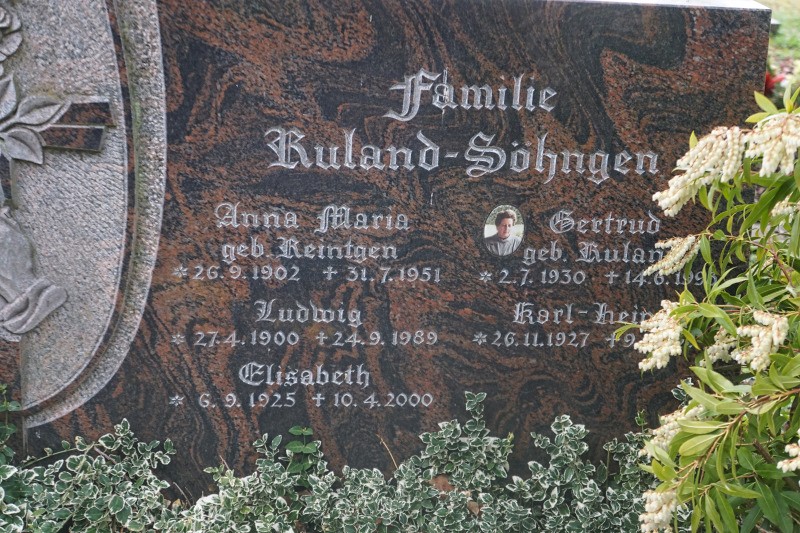 Familie
Ruland-Söhngen
Anna Maria
geb. Reintgen
* 26.9.1902 † 31.7.1951
Ludwig
* 27.4.1900 † 24.9.1989
Elisabeth
* 6.9.1925 † 10.4.2000
Gertrud
geb.
* 2.7.1930
* 26.11.1927